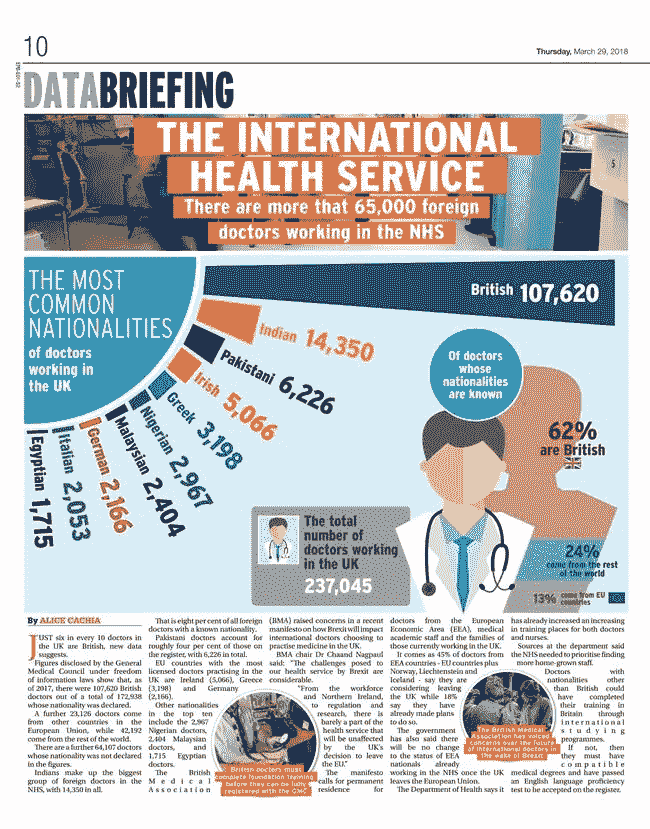 10
Thursday, March 29, 2018
DATABRIEFING
THE INTERNATIONAL
HEALTH SERVICE
There are more that 65,000 foreign
doctors working in the NHS
THE MOST
COMMON
NATIONALITIES
of doctors
working in
the UK
British 107,620
Indian 14,350
Pakistani 6,226
Irish 5,066
Greek 3,198
Nigerian 2,967
Malaysian 2,404
German 2,166
Italian 2,053
Egyptian 1,715
Of doctors
whose
nationalities
are known
62%
are British
24%
come from the rest
of the world
13% come from EU
countries
The total
number of
doctors working
in the UK
237,045
By ALICE CACHIA
JUST six in every 10 doctors in
the UK are British, new data
suggests.
Figures disclosed by the General
Medical Council under freedom
of information laws show that, as
of 2017, there were 107,620 British
doctors out of a total of 172,938
whose nationality was declared.
A further 23,126 doctors come
from other countries in the
European Union, while 42,192
come from the rest of the world.
There are a further 64,107 doctors
whose nationality was not declared
in the figures.
Indians make up the biggest
group of foreign doctors in the
NHS, with 14,350 in all.
That is eight per cent of all foreign
doctors with a known nationality.
Pakistani doctors account for
roughly four per cent of those on
the register, with 6,226 in total.
EU countries with the most
licensed doctors practising in the
UK are Ireland (5,066), Greece
(3,198) and Germany
(2,166).
Other nationalities
in the top ten
include the 2,967
Nigerian doctors,
2,404 Malaysian
doctors, and
1,715 Egyptian
doctors.
The British
Medical
Association
(BMA) raised concerns in a recent
manifesto on how Brexit will impact
international doctors choosing to
practise medicine in the UK.
BMA chair Dr Chaand Nagpaul
said: "The challenges posed to
our health service by Brexit are
considerable.
"From the workforce
and Northern Ireland,
to regulation and
research, there is
barely a part of the
health service that
will be unaffected
by the UK's
decision to leave
the EU."
The manifesto
calls for permanent
residence for
British doctors must
complete foundation learning
before they can be fully
registered with the GMC
doctors from the European
Economic Area (EEA), medical
academic staff and the families of
those currently working in the UK.
It comes as 45% of doctors from
EEA countries - EU countries plus
Norway, Liechtenstein and
Iceland - say they are
considering leaving
the UK while 18%
say they have
already made plans
to do so.
The government
has also said there
will be no change
to the status of EEA
nationals already
working in the NHS once the UK
leaves the European Union.
The Department of Health says it
The British Medical
Association has voiced
concerns over the future
of international doctors in
the wake of Brexit
has already increased an increasing
in training places for both doctors
and nurses.
Sources at the department said
the NHS needed to prioritise finding
more home-grown staff.
Doctors with
nationalities other
than British could
have completed
their training in
Britain through
international
studying
programmes.
If not, then
they must have
compatible
medical degrees and have passed
an English language proficiency
test to be accepted on the register.